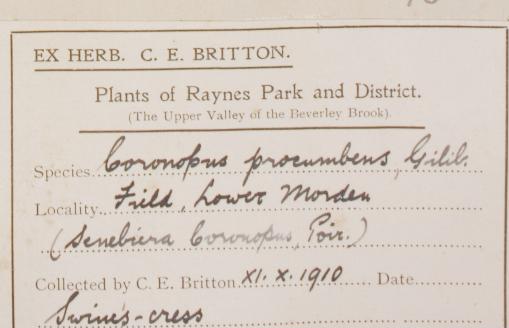 EX HERB. C. E. BRITTON.
Plants of Raynes Park and District.
(The Upper Valley of the Beverley Brook).
Species. Coronopus procumbens, Gilib.
Locality. Field, Lower Morden
(Senebiera Coronopus, Poir.)
Collected by C. E. Britton. XI. X. 1910 Date
Swine's-cress